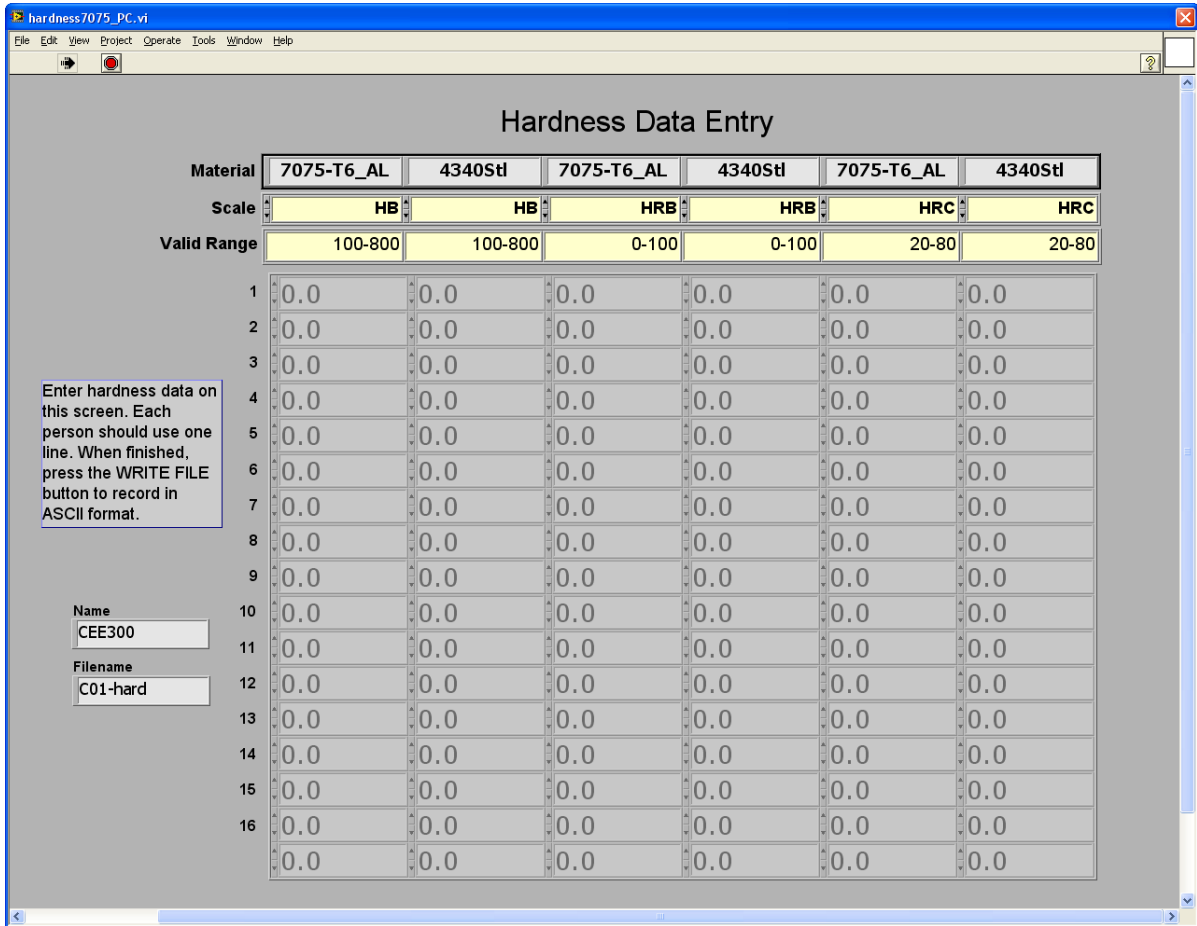 hardness7075_PC.vi
File Edit View Project Operate Tools Window Help
?
Hardness Data Entry
Material 7075-T6_AL 4340Stl 7075-T6_AL 4340Stl 7075-T6_AL 4340Stl
Scale HB HB HRB HRB HRC HRC
Valid Range 100-800 100-800 0-100 0-100 20-80 20-80
1 0.0 0.0 0.0 0.0 0.0 0.0
2 0.0 0.0 0.0 0.0 0.0 0.0
3 0.0 0.0 0.0 0.0 0.0 0.0
4 0.0 0.0 0.0 0.0 0.0 0.0
5 0.0 0.0 0.0 0.0 0.0 0.0
6 0.0 0.0 0.0 0.0 0.0 0.0
7 0.0 0.0 0.0 0.0 0.0 0.0
8 0.0 0.0 0.0 0.0 0.0 0.0
9 0.0 0.0 0.0 0.0 0.0 0.0
10 0.0 0.0 0.0 0.0 0.0 0.0
11 0.0 0.0 0.0 0.0 0.0 0.0
12 0.0 0.0 0.0 0.0 0.0 0.0
13 0.0 0.0 0.0 0.0 0.0 0.0
14 0.0 0.0 0.0 0.0 0.0 0.0
15 0.0 0.0 0.0 0.0 0.0 0.0
16 0.0 0.0 0.0 0.0 0.0 0.0
0.0 0.0 0.0 0.0 0.0 0.0
Enter hardness data on
this screen. Each
person should use one
line. When finished,
press the WRITE FILE
button to record in
ASCII format.
Name
CEE300
Filename
C01-hard